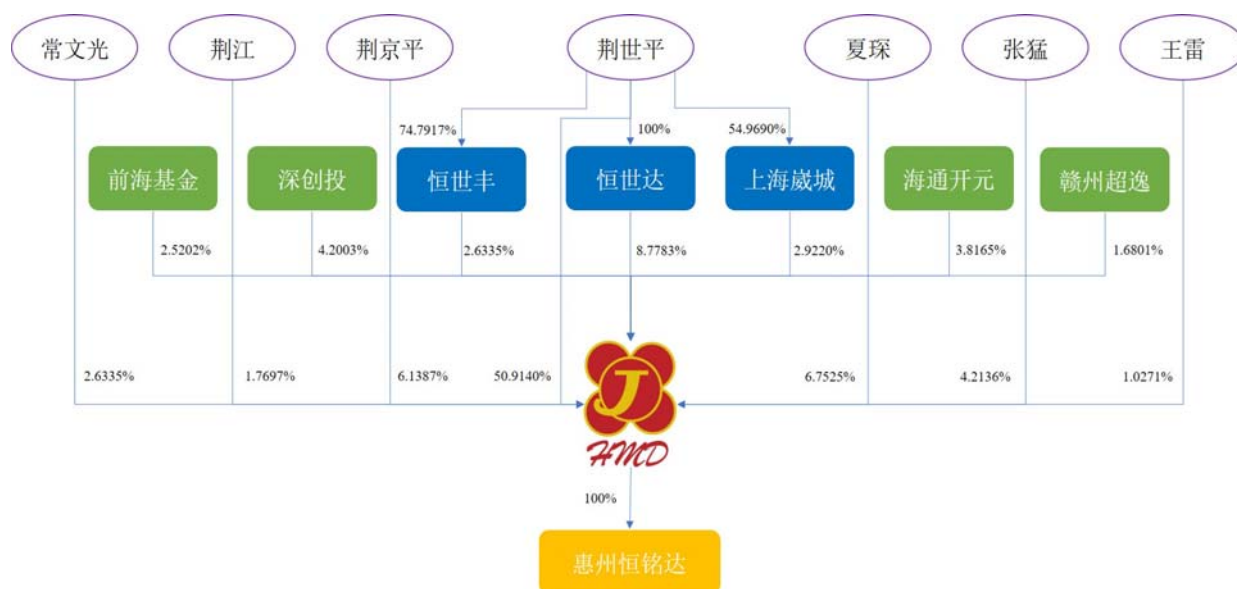 常文光
荆江
荆京平
荆世平
夏琛
张猛
王雷
74.7917%
100%
54.9690%
前海基金
深创投
恒世丰
恒世达
上海崴城
海通开元
赣州超逸
2.5202%
4.2003%
2.6335%
8.7783%
2.9220%
3.8165%
1.6801%
2.6335%
1.7697%
6.1387%
50.9140%
6.7525%
4.2136%
1.0271%
J
HMD
100%
惠州恒铭达